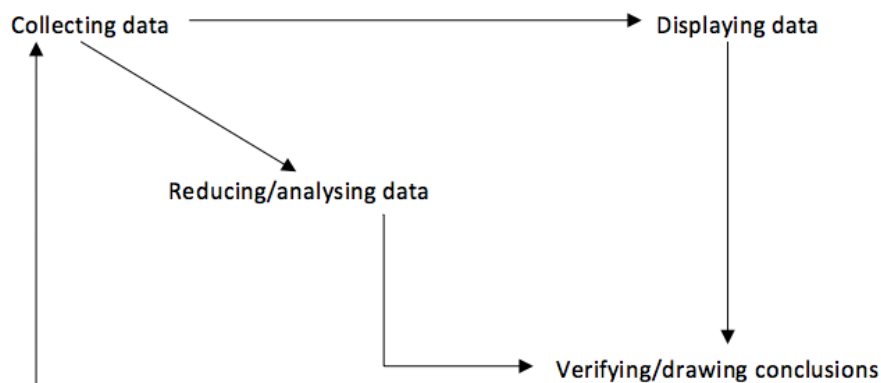 Collecting data
Displaying data
Reducing/analysing data
Verifying/drawing conclusions